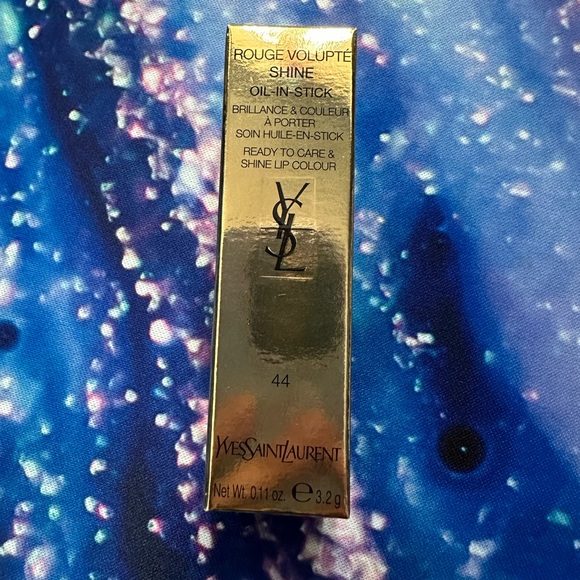 ROUGE VOLUPTÉ
SHINE
OIL-IN-STICK
BRILLANCE & COULEUR
À PORTER
SOIN HUILE-EN-STICK
READY TO CARE &
SHINE LIP COLOUR
YSL
44
YVESSAINTLAURENT
Net Wt. 0.11 oz. ℮ 3.2 g